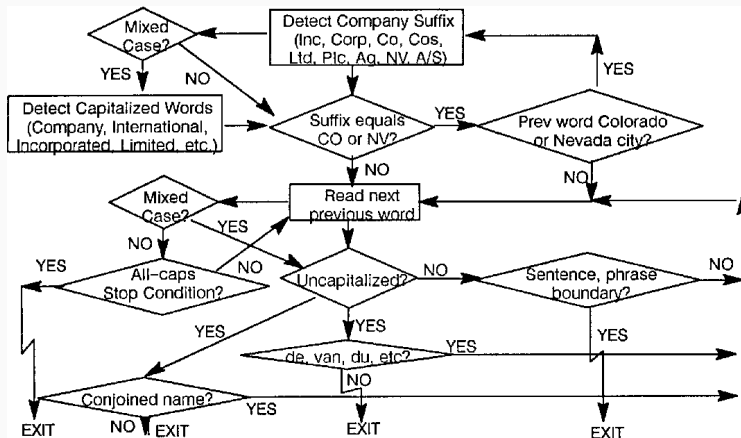 Mixed
Case?
Detect Company Suffix
(Inc, Corp, Co, Cos,
Ltd, Plc, Ag, NV, A/S)
YES
NO
YES
Detect Capitalized Words
(Company, International,
Incorporated, Limited, etc.)
Suffix equals
CO or NV?
YES
Prev word Colorado
or Nevada city?
NO
NO
Mixed
Case?
Read next
previous word
YES
NO
YES
All-caps
Stop Condition?
NO
Uncapitalized?
NO
Sentence, phrase
boundary?
NO
YES
YES
YES
de, van, du, etc?
YES
NO
Conjoined name?
YES
EXIT
NO
EXIT
EXIT
EXIT